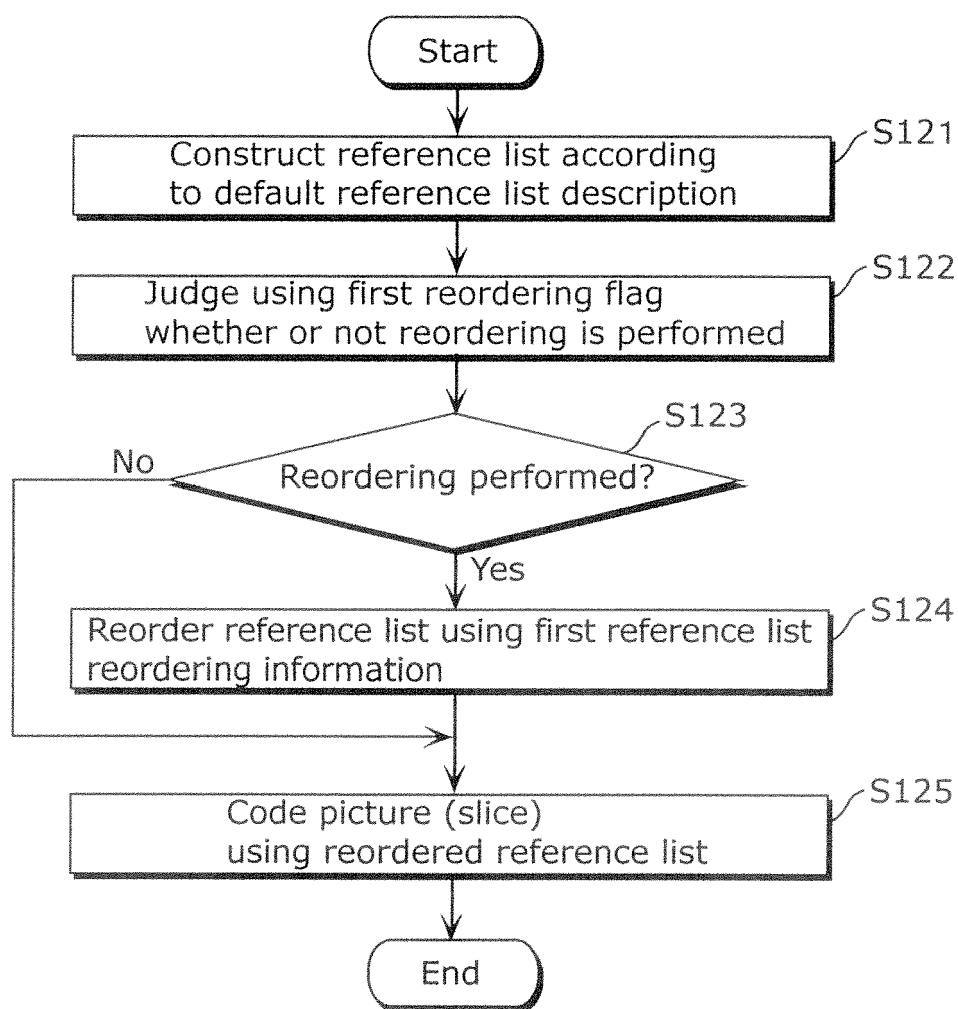 Start
Construct reference list according
to default reference list description
S121
Judge using first reordering flag
whether or not reordering is performed
S122
S123
Reordering performed?
No
Yes
Reorder reference list using first reference list
reordering information
S124
Code picture (slice)
using reordered reference list
S125
End